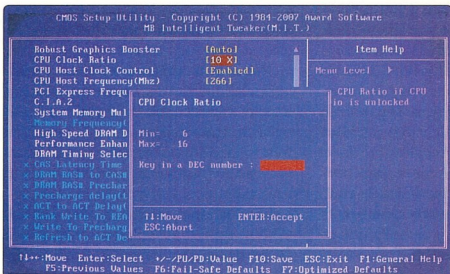 CMOS Setup Utility - Copyright (C) 1984-2007 Award Software
MB Intelligent Tweaker(M.I.T.)
Robust Graphics Booster [Auto]
CPU Clock Ratio [10 X]
CPU Host Clock Control [Enabled]
CPU Host Frequency(Mhz) [266]
PCI Express Frequ
C.I.A.2
System Memory Mul
Memory Frequency(
High Speed DRAM D
Performance Enhan
DRAM Timing Selec
x CAS Latency Time
x DRAM RAS# to CAS#
x DRAM RAS# Prechar
x Precharge delay(t
x ACT to ACT Delay(
x Rank Write To REA
x Write To Precharg
x Refresh to ACT De
Item Help
Menu Level
CPU Ratio if CPU
is unlocked
CPU Clock Ratio
Min= 6
Max= 16
Key in a DEC number :
↑↓:Move ENTER:Accept
ESC:Abort
↑↓→←:Move Enter:Select +/-/PU/PD:Value F10:Save ESC:Exit F1:General Help
F5:Previous Values F6:Fail-Safe Defaults F7:Optimized Defaults